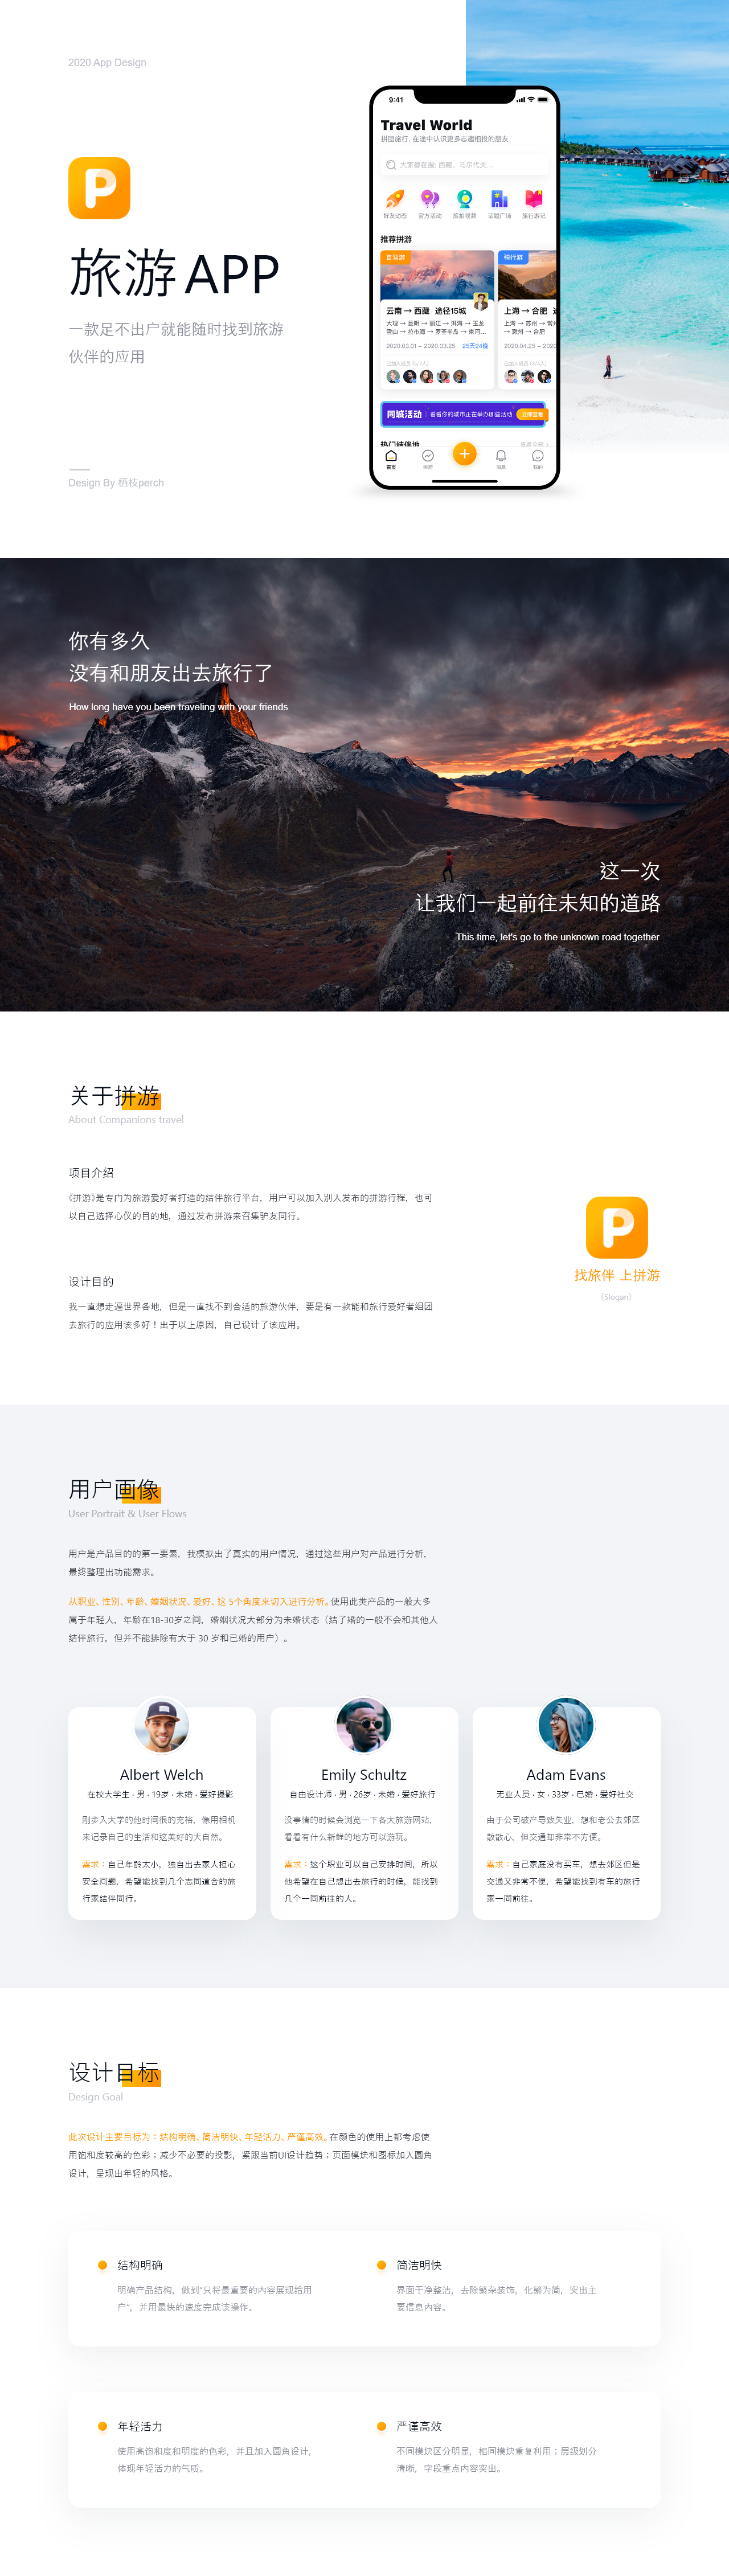 2020 App Design
P
旅游 APP
一款足不出户就能随时找到旅游
伙伴的应用
Design By 栖枝perch
9:41
Travel World
拼团旅行, 在途中认识更多志趣相投的朋友
大家都在搜: 西藏、马尔代夫...
好友动态 官方活动 旅拍视频 话题广场 旅行游记
推荐拼游
自驾游
骑行游
云南 → 西藏 途径15城
大理 → 昆明 → 丽江 → 洱海 → 玉龙
雪山 → 拉市海 → 罗荃半岛 → 束河...
2020.03.01 ~ 2020.03.25 25天24晚
上海 → 合肥
上海 → 苏州 → 常州
→ 滁州 → 合肥
2020.04.25 ~ 2020
同城活动 看看你的城市正在举办哪些活动 立即查看
热门结伴地
首页 拼游 消息 我的
你有多久
没有和朋友出去旅行了
How long have you been traveling with your friends
这一次
让我们一起前往未知的道路
This time, let's go to the unknown road together
关于拼游
About Companions travel
项目介绍
《拼游》是专门为旅游爱好者打造的结伴旅行平台，用户可以加入别人发布的拼游行程，也可
以自己选择心仪的目的地，通过发布拼游来召集驴友同行。
设计目的
我一直想走遍世界各地，但是一直找不到合适的旅游伙伴，要是有一款能和旅行爱好者组团
去旅行的应用该多好！出于以上原因，自己设计了该应用。
P
找旅伴 上拼游
（Slogan）
用户画像
User Portrait & User Flows
用户是产品目的的第一要素，我模拟出了真实的用户情况，通过这些用户对产品进行分析，
最终整理出功能需求。
从职业、性别、年龄、婚姻状况、爱好、这 5个角度来切入进行分析。使用此类产品的一般大多
属于年轻人，年龄在18-30岁之间，婚姻状况大部分为未婚状态（结了婚的一般不会和其他人
结伴旅行，但并不能排除有大于 30 岁和已婚的用户）。
Albert Welch
在校大学生 · 男 · 19岁 · 未婚 · 爱好摄影
刚步入大学的他时间很的充裕，像用相机
来记录自己的生活和这美好的大自然。
需求：自己年龄太小，独自出去家人担心
安全问题，希望能找到几个志同道合的旅
行家结伴同行。
Emily Schultz
自由设计师 · 男 · 26岁 · 未婚 · 爱好旅行
没事情的时候会浏览一下各大旅游网站，
看看有什么新鲜的地方可以游玩。
需求：这个职业可以自己安排时间，所以
他希望在自己想出去旅行的时候，能找到
几个一同前往的人。
Adam Evans
无业人员 · 女 · 33岁 · 已婚 · 爱好社交
由于公司破产导致失业，想和老公去郊区
散散心，但交通却非常不方便。
需求：自己家庭没有买车，想去郊区但是
交通又非常不便，希望能找到有车的旅行
家一同前往。
设计目标
Design Goal
此次设计主要目标为：结构明确、简洁明快、年轻活力、严谨高效。在颜色的使用上都考虑使
用饱和度较高的色彩；减少不必要的投影，紧跟当前UI设计趋势；页面模块和图标加入圆角
设计，呈现出年轻的风格。
结构明确
明确产品结构，做到“只将最重要的内容展现给用
户”，并用最快的速度完成该操作。
简洁明快
界面干净整洁，去除繁杂装饰，化繁为简，突出主
要信息内容。
年轻活力
使用高饱和度和明度的色彩，并且加入圆角设计，
体现年轻活力的气质。
严谨高效
不同模块区分明显，相同模块重复利用；层级划分
清晰，字段重点内容突出。